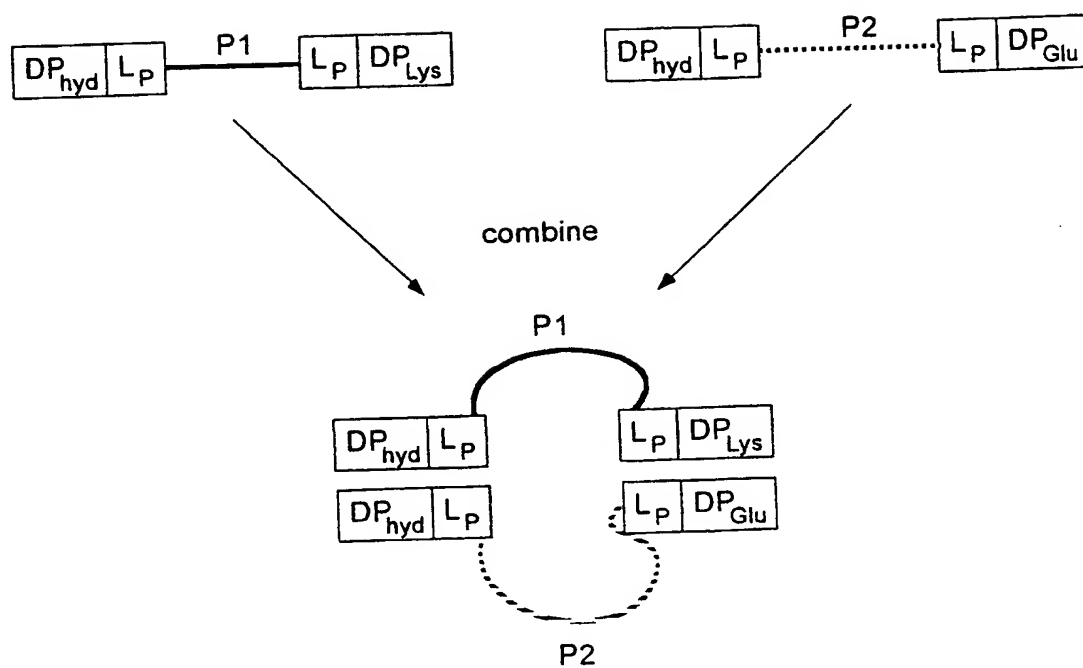 P1
P2
DPhyd LP LP DPLys
DPhyd LP LP DPGlu
combine
P1
DPhyd LP LP DPLys
DPhyd LP LP DPGlu
P2